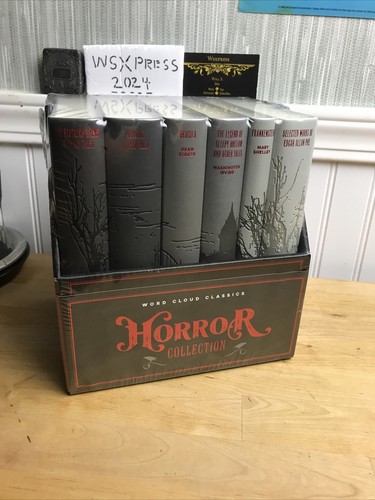 WSXPRESS
2024
WSXPRESS
DRACULA
BRAM
STOKER
THE LEGEND OF
SLEEPY HOLLOW
AND OTHER TALES
WASHINGTON
IRVING
FRANKENSTEIN
MARY
SHELLEY
SELECTED WORKS OF
EDGAR ALLAN POE
WORD CLOUD CLASSICS
HORROR
COLLECTION